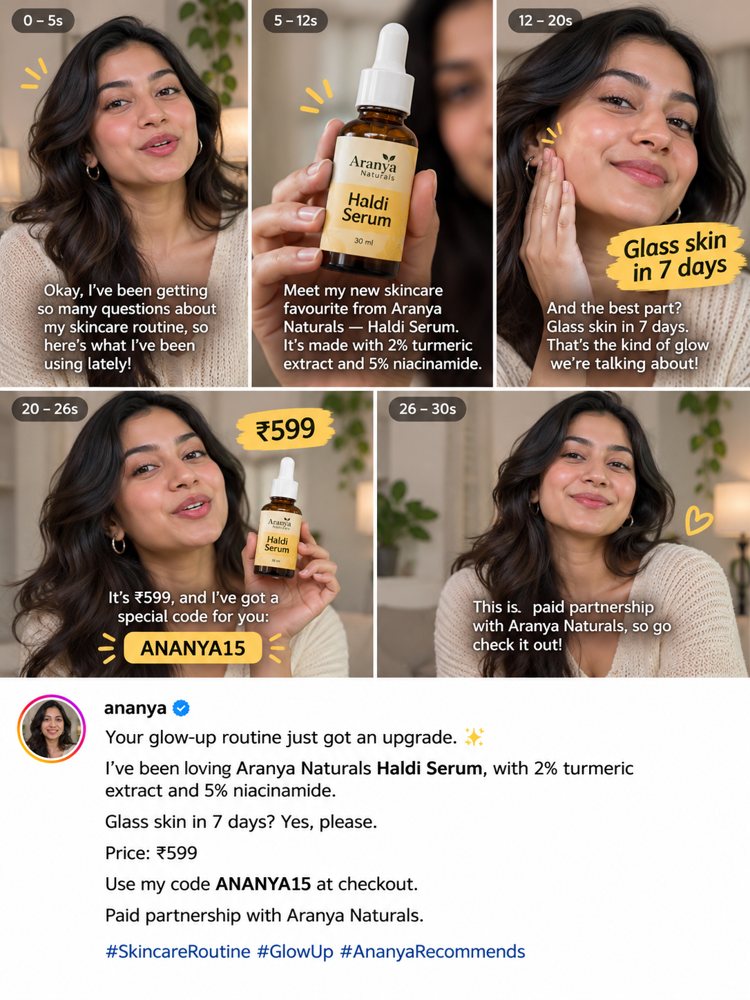 0 – 5s
Okay, I've been getting
so many questions about
my skincare routine, so
here's what I've been
using lately!
5 – 12s
Aranya
Naturals
Haldi
Serum
30 ml
Meet my new skincare
favourite from Aranya
Naturals — Haldi Serum.
It's made with 2% turmeric
extract and 5% niacinamide.
12 – 20s
Glass skin
in 7 days
And the best part?
Glass skin in 7 days.
That's the kind of glow
we're talking about!
20 – 26s
₹599
Aranya
Haldi
Serum
It's ₹599, and I've got a
special code for you:
ANANYA15
26 – 30s
This is. paid partnership
with Aranya Naturals, so go
check it out!
ananya
Your glow-up routine just got an upgrade. ✨
I've been loving Aranya Naturals Haldi Serum, with 2% turmeric
extract and 5% niacinamide.
Glass skin in 7 days? Yes, please.
Price: ₹599
Use my code ANANYA15 at checkout.
Paid partnership with Aranya Naturals.
#SkincareRoutine #GlowUp #AnanyaRecommends